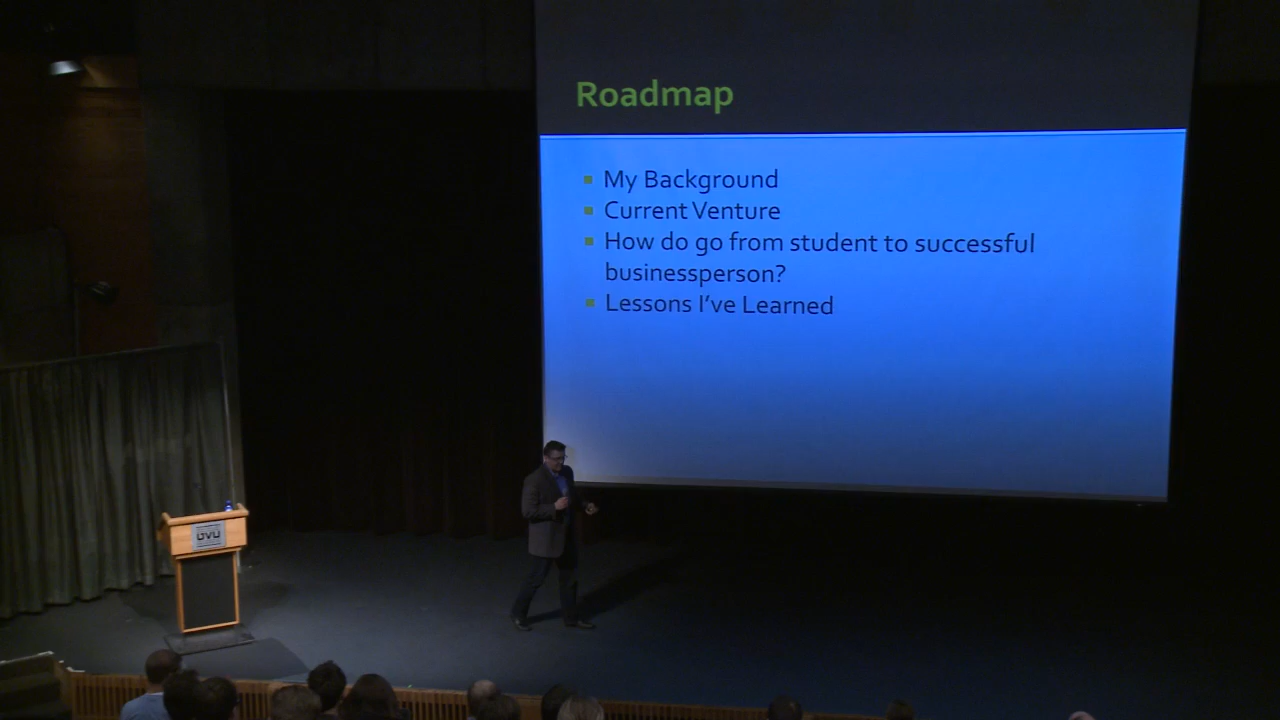 Roadmap
My Background
Current Venture
How do go from student to successful
businessperson?
Lessons I've Learned
UVU